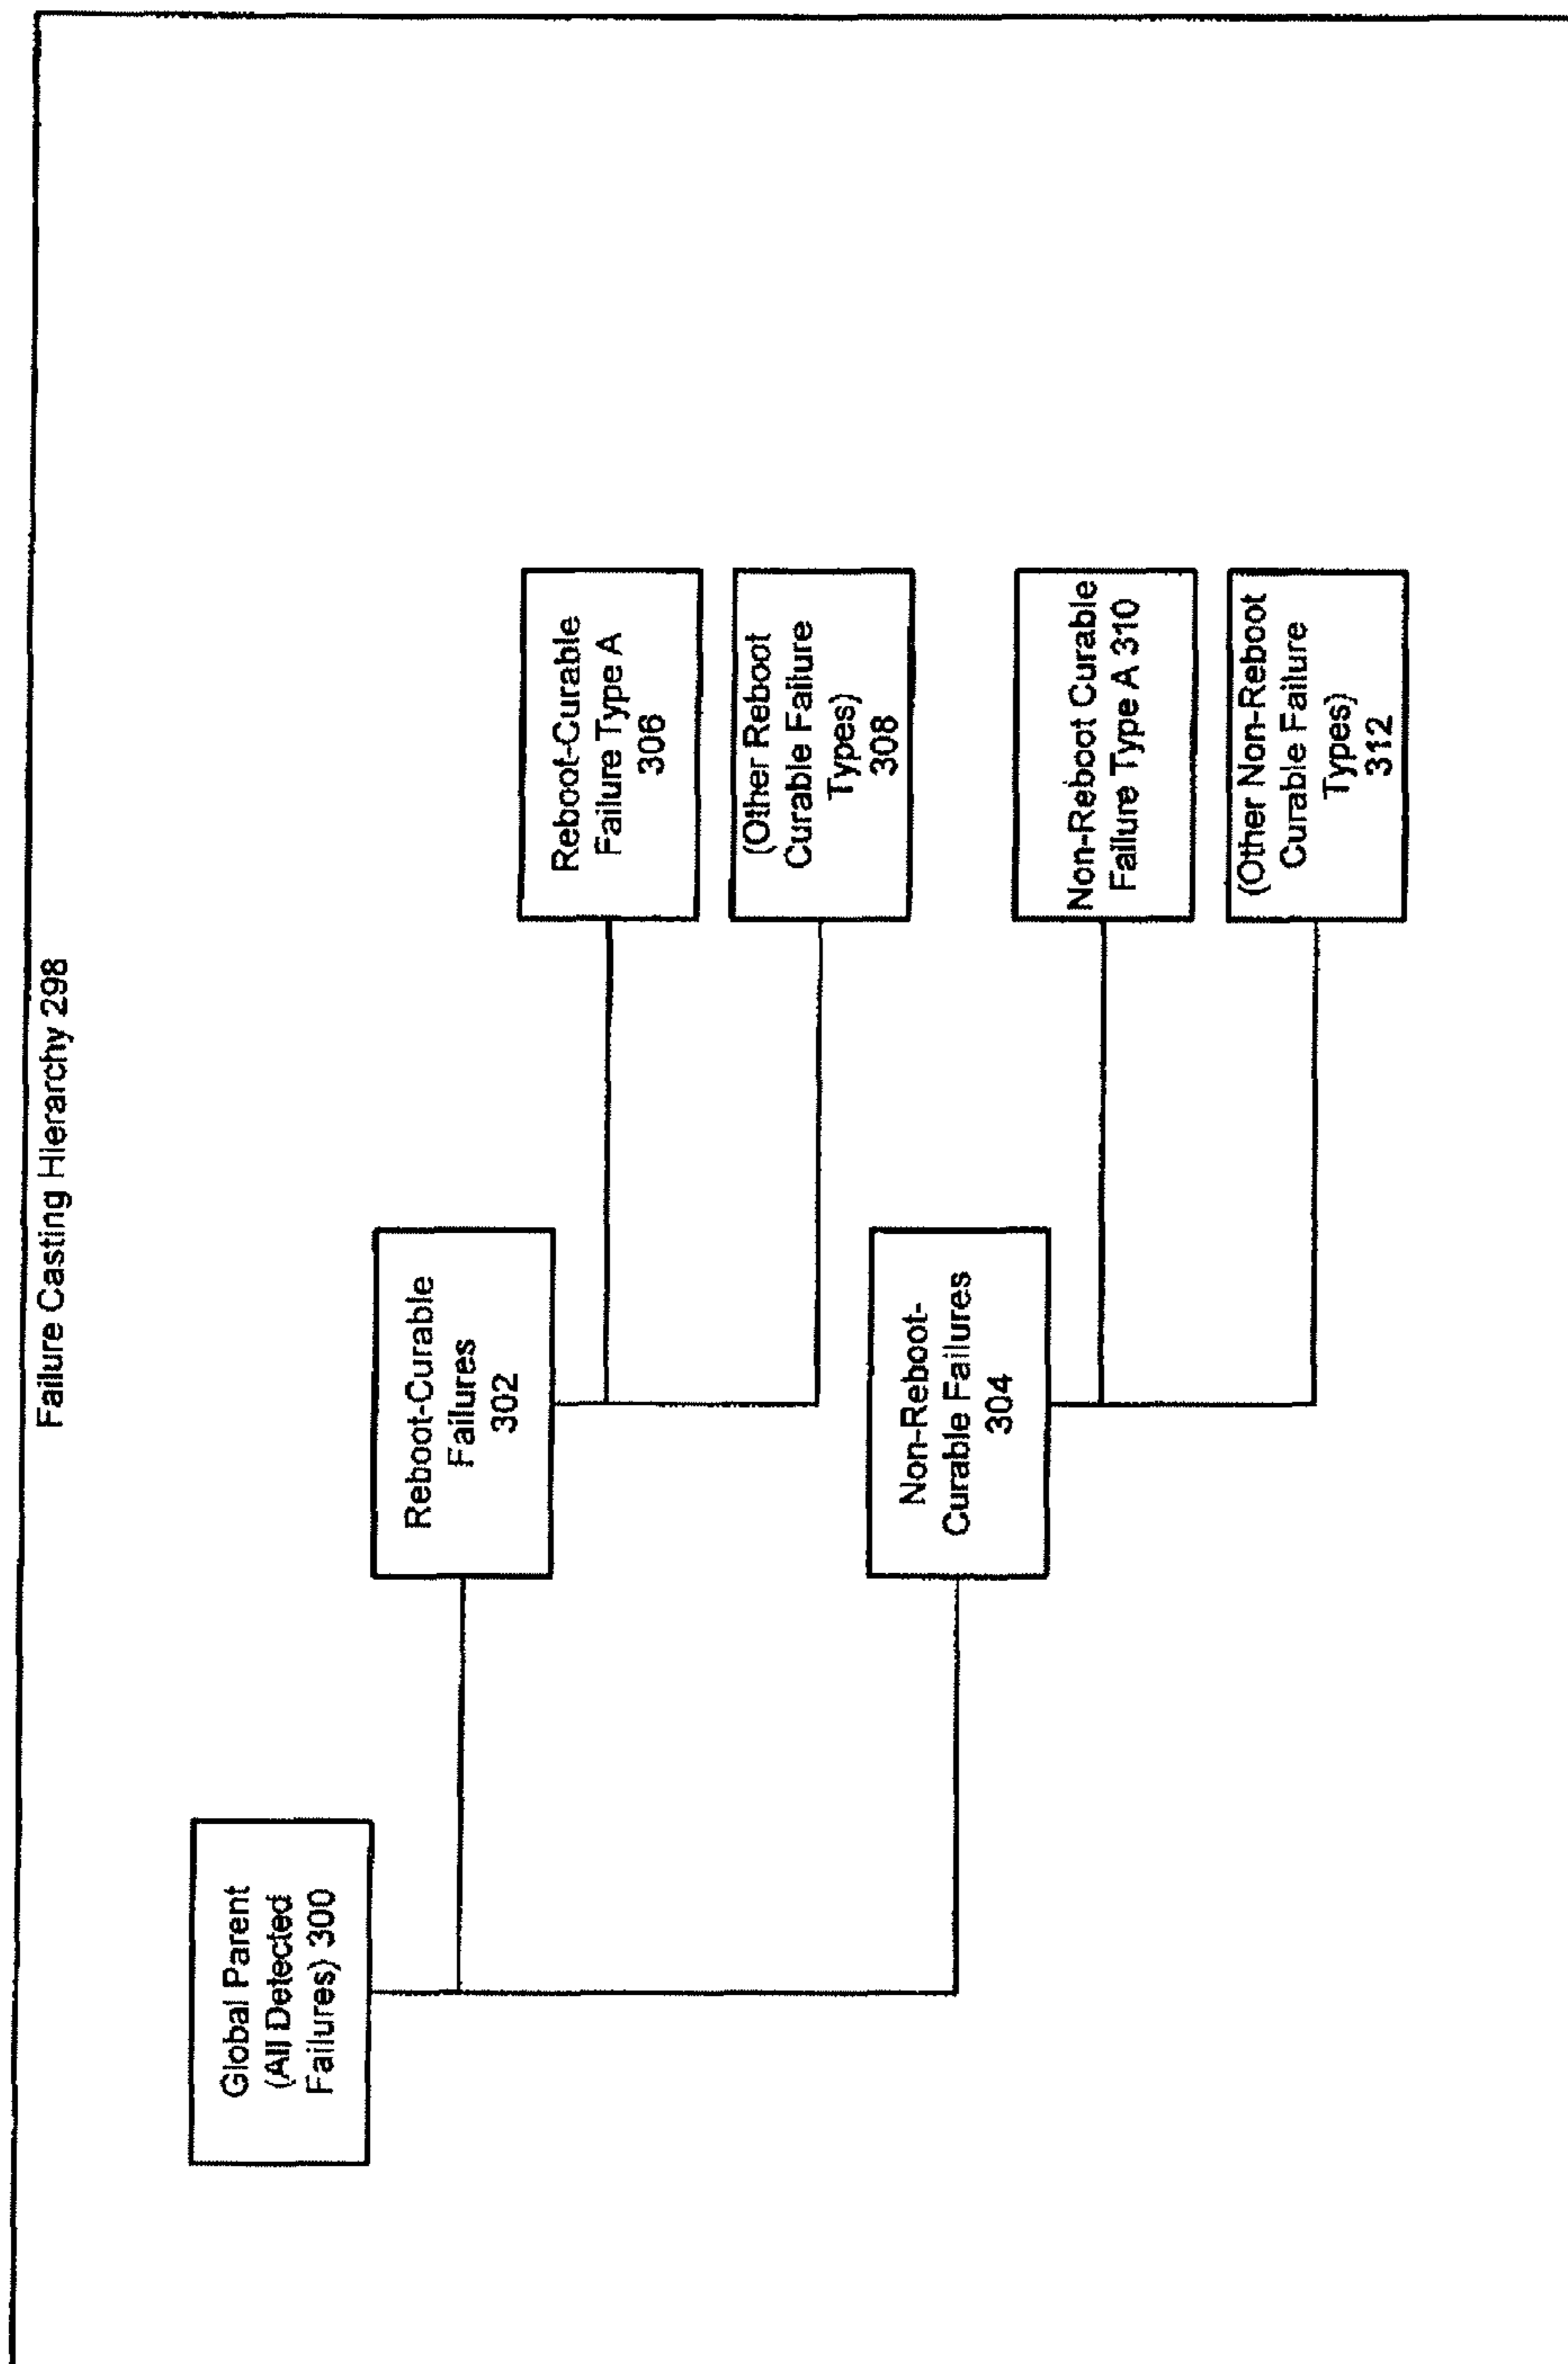 Failure Casting Hierarchy 298
Global Parent
(All Detected
Failures) 300
Reboot-Curable
Failures
302
Reboot-Curable
Failure Type A
306
(Other Reboot
Curable Failure
Types)
308
Non-Reboot-
Curable Failures
304
Non-Reboot Curable
Failure Type A 310
(Other Non-Reboot
Curable Failure
Types)
312